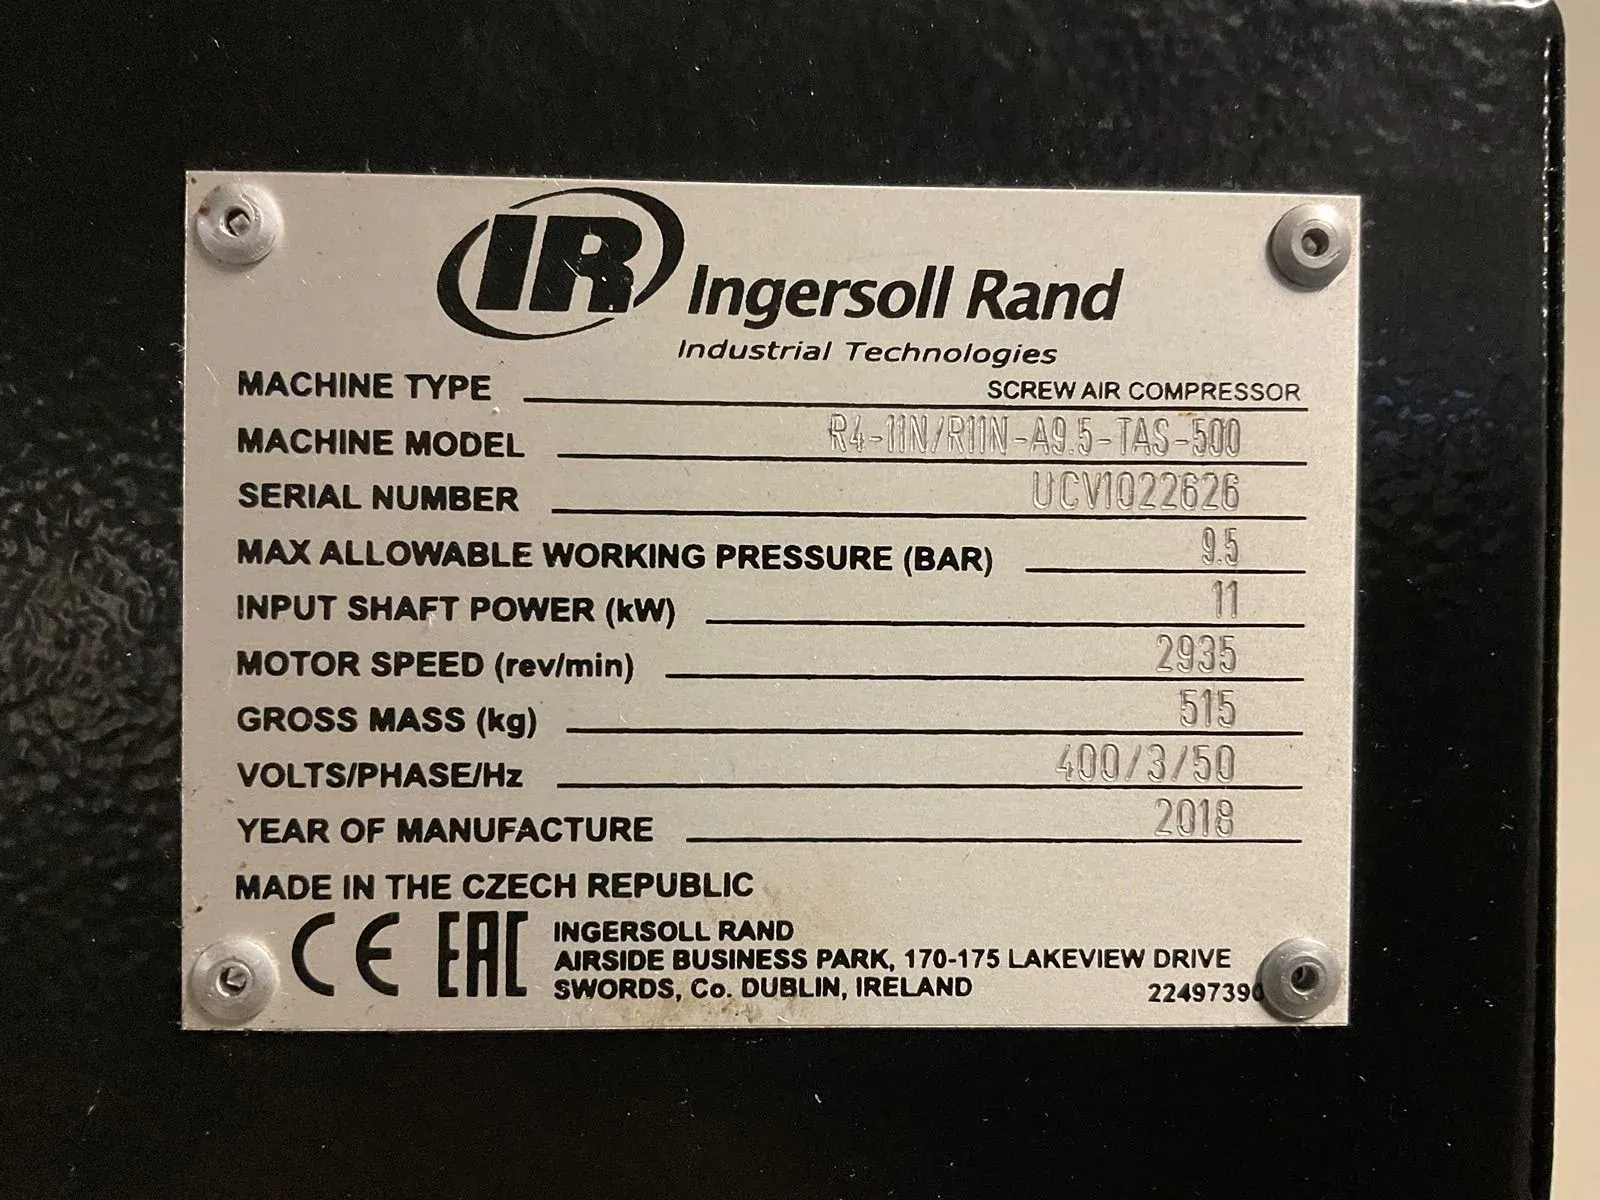 IR Ingersoll Rand
Industrial Technologies
MACHINE TYPE SCREW AIR COMPRESSOR
MACHINE MODEL R4-11N/R11N-A9.5-TAS-500
SERIAL NUMBER UCV1022626
MAX ALLOWABLE WORKING PRESSURE (BAR) 9.5
INPUT SHAFT POWER (kW) 11
MOTOR SPEED (rev/min) 2935
GROSS MASS (kg) 515
VOLTS/PHASE/Hz 400/3/50
YEAR OF MANUFACTURE 2018
MADE IN THE CZECH REPUBLIC
CE EAC INGERSOLL RAND
AIRSIDE BUSINESS PARK, 170-175 LAKEVIEW DRIVE
SWORDS, Co. DUBLIN, IRELAND 22497390